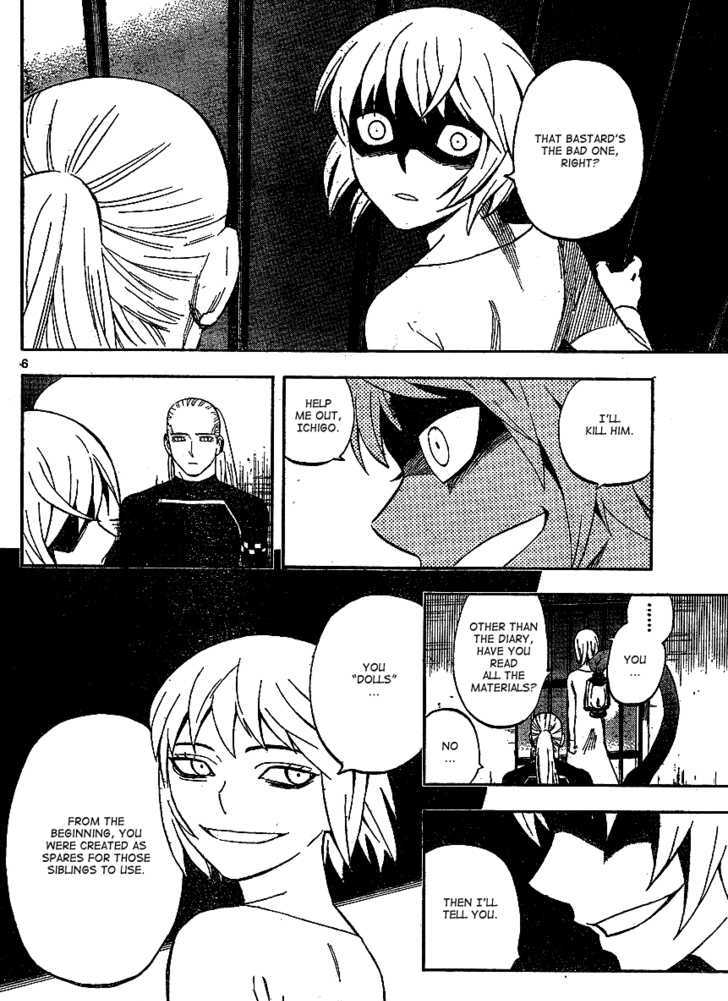 THAT BASTARD'S
THE BAD ONE,
RIGHT?
6
I'LL
KILL HIM.
HELP
ME OUT,
ICHIGO.
......
YOU
...
OTHER THAN
THE DIARY,
HAVE YOU
READ
ALL THE
MATERIALS?
NO
...
THEN I'LL
TELL YOU.
YOU
"DOLLS"
...
FROM THE
BEGINNING, YOU
WERE CREATED AS
SPARES FOR THOSE
SIBLINGS TO USE.